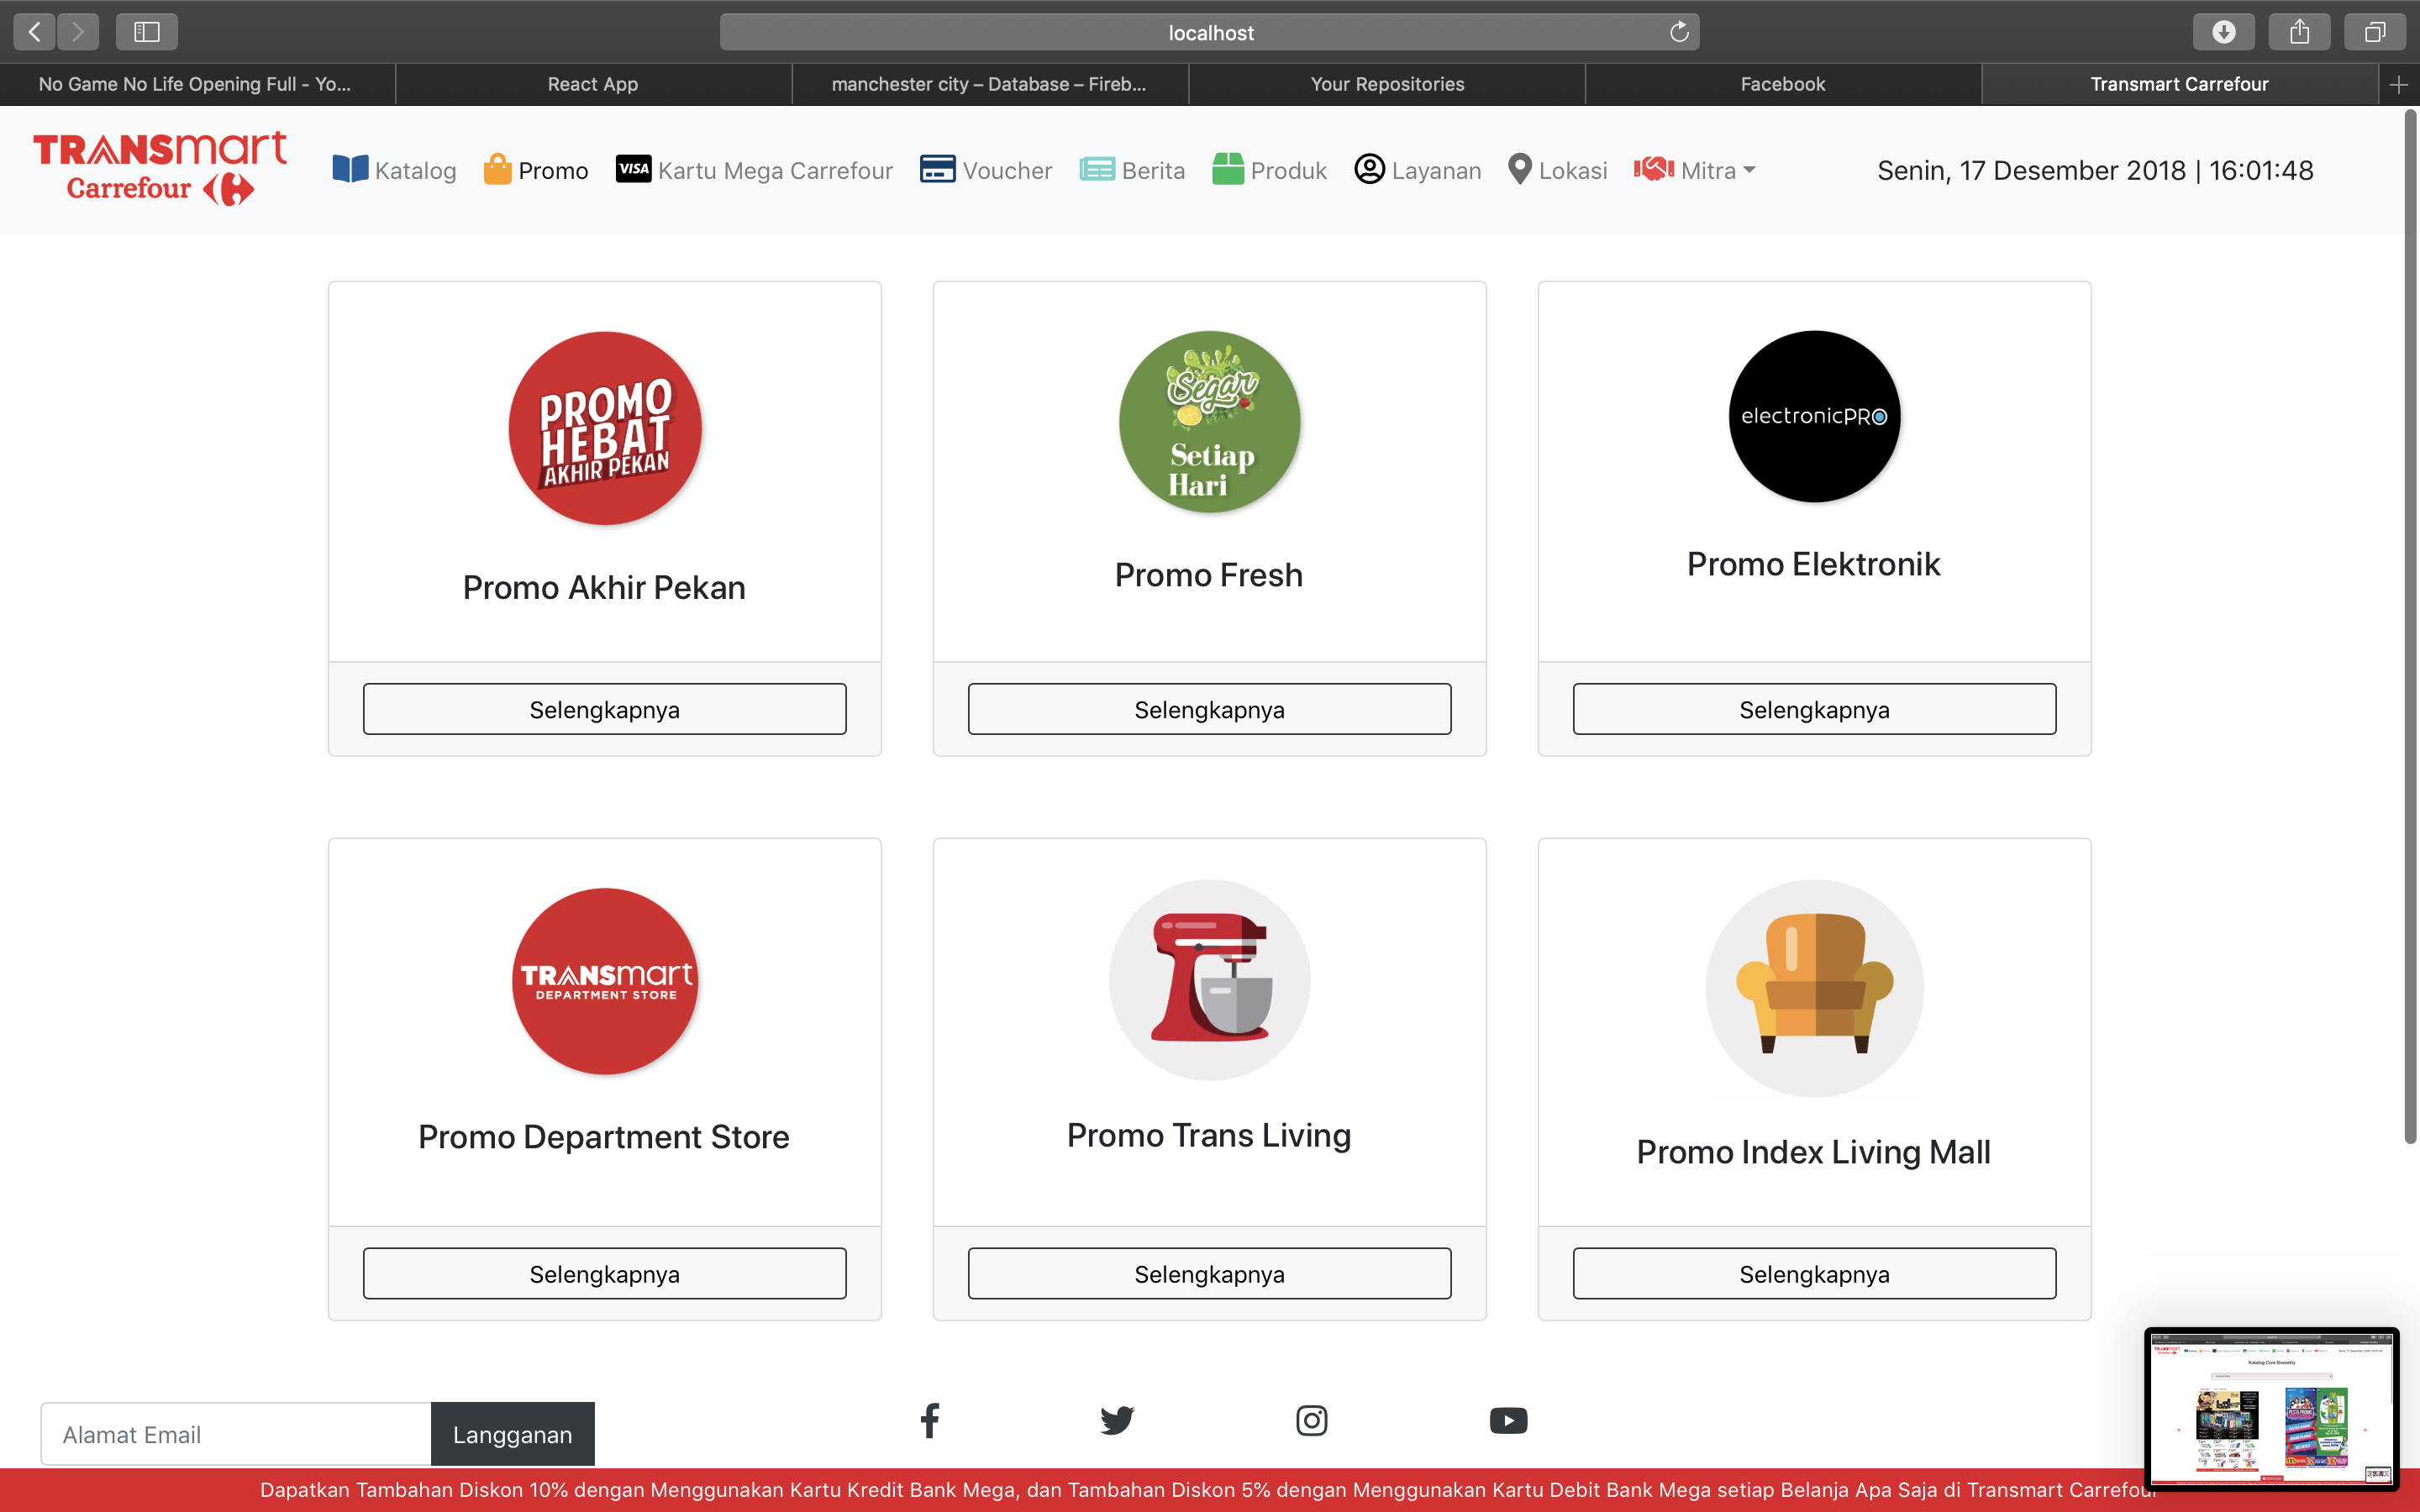 localhost
No Game No Life Opening Full - Yo...
React App
manchester city – Database – Fireb...
Your Repositories
Facebook
Transmart Carrefour
TRANSmart
Carrefour
Katalog
Promo
VISA Kartu Mega Carrefour
Voucher
Berita
Produk
Layanan
Lokasi
Mitra
Senin, 17 Desember 2018 | 16:01:48
PROMO
HEBAT
AKHIR PEKAN
Promo Akhir Pekan
Selengkapnya
Segar
Setiap
Hari
Promo Fresh
Selengkapnya
electronicPRO
Promo Elektronik
Selengkapnya
TRANSmart
DEPARTMENT STORE
Promo Department Store
Selengkapnya
Promo Trans Living
Selengkapnya
Promo Index Living Mall
Selengkapnya
Alamat Email
Langganan
Katalog Core Biweekly
Dapatkan Tambahan Diskon 10% dengan Menggunakan Kartu Kredit Bank Mega, dan Tambahan Diskon 5% dengan Menggunakan Kartu Debit Bank Mega setiap Belanja Apa Saja di Transmart Carrefour